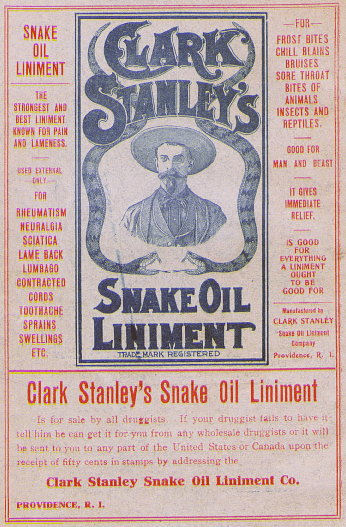 SNAKE
OIL
LINIMENT
THE
STRONGEST AND
BEST LINIMENT
KNOWN FOR PAIN
AND LAMENESS.
USED EXTERNAL
ONLY
FOR
RHEUMATISM
NEURALGIA
SCIATICA
LAME BACK
LUMBAGO
CONTRACTED
CORDS
TOOTHACHE
SPRAINS
SWELLINGS
ETC.
CLARK
STANLEY'S
SNAKE OIL
LINIMENT
TRADE MARK REGISTERED
—FOR—
FROST BITES
CHILL BLAINS
BRUISES
SORE THROAT
BITES OF
ANIMALS
INSECTS AND
REPTILES.
GOOD FOR
MAN AND BEAST
IT GIVES
IMMEDIATE
RELIEF.
IS GOOD
FOR
EVERYTHING
A LINIMENT
OUGHT
TO BE
GOOD FOR
Manufactured by
CLARK STANLEY
Snake Oil Liniment
Company
Providence, R. I.
Clark Stanley's Snake Oil Liniment
Is for sale by all druggists. If your druggist fails to have it
tell him he can get it for you from any wholesale druggists or it will
be sent to you to any part of the United States or Canada upon the
receipt of fifty cents in stamps by addressing the
Clark Stanley Snake Oil Liniment Co.
PROVIDENCE, R. I.